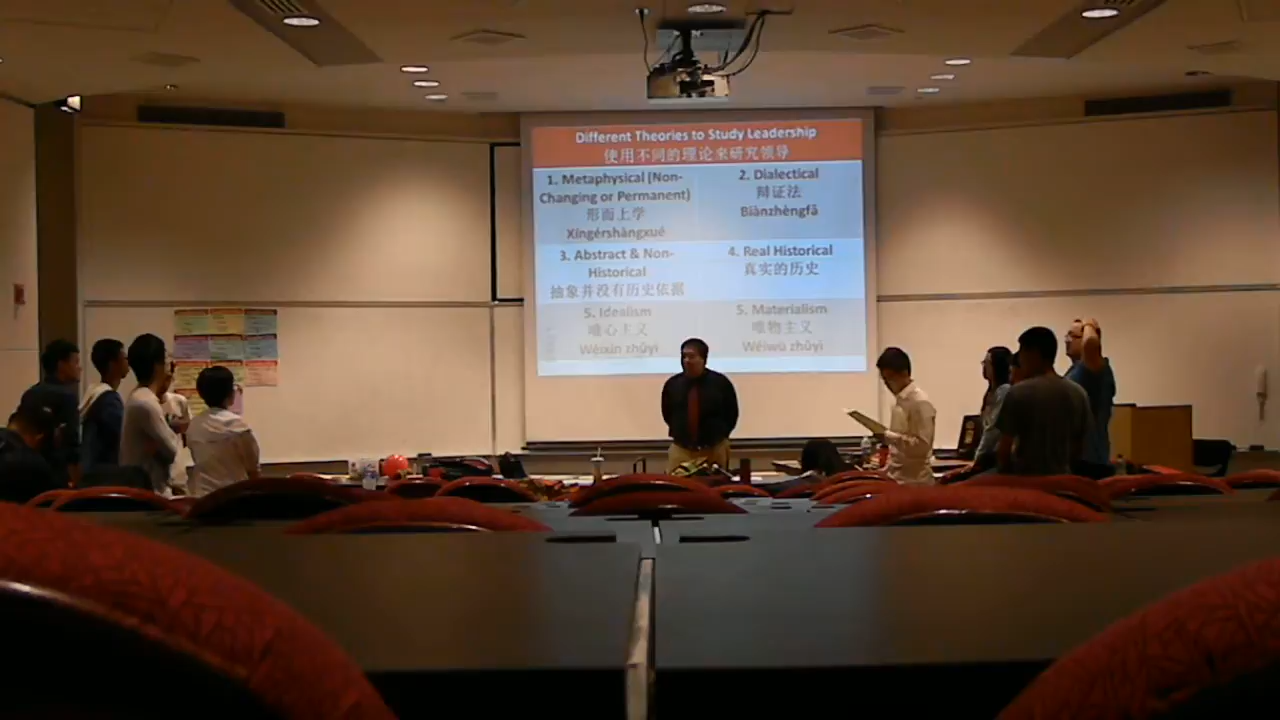 Different Theories to Study Leadership
使用不同的理论来研究领导
1. Metaphysical (Non-
Changing or Permanent)
形而上学
Xíngérshàngxué
2. Dialectical
辩证法
Biànzhèngfǎ
3. Abstract & Non-
Historical
抽象并没有历史依据
4. Real Historical
真实的历史
5. Idealism
唯心主义
Wéixīn zhǔyì
5. Materialism
唯物主义
Wéiwù zhǔyì